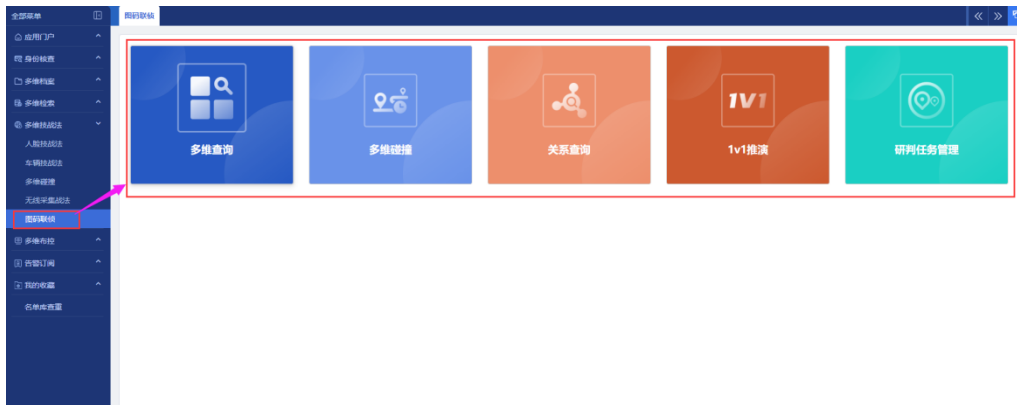 全部菜单
图码联侦
应用门户
身份核查
多维档案
多维检索
多维技战法
人脸技战法
车辆技战法
多维碰撞
无线采集战法
图码联侦
多维布控
告警订阅
我的收藏
名单库查重
多维查询
多维碰撞
关系查询
1V1
1v1推演
研判任务管理